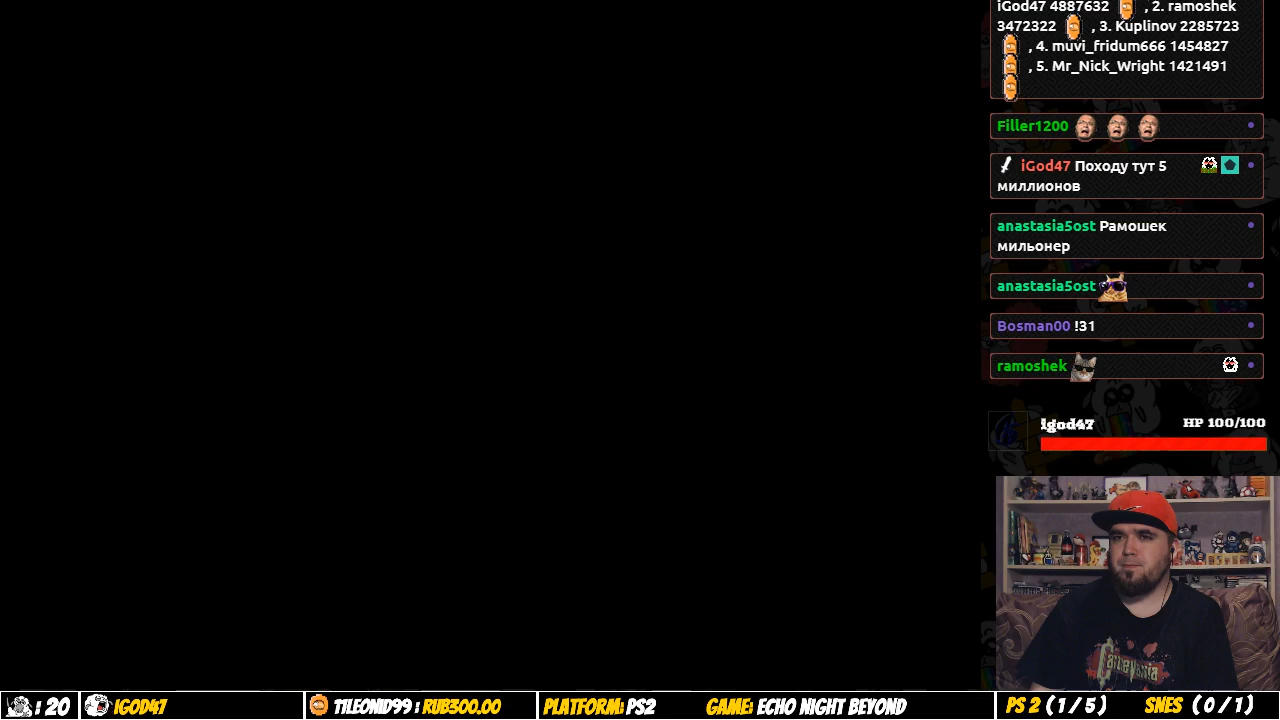 iGod47 4887632 , 2. ramoshek
3472322 , 3. Kuplinov 2285723
, 4. muvi_fridum666 1454827
, 5. Mr_Nick_Wright 1421491
Filler1200
iGod47 Походу тут 5
миллионов
anastasia5ost Рамошек
мильонер
anastasia5ost
Bosman00 !31
ramoshek
igod47 HP 100/100
Castlevania
: 20 IGOD47 TTLEONID99 : RUB300.00 PLATFORM: PS2 GAME: ECHO NIGHT BEYOND PS 2 (1/5) SNES (0/1)